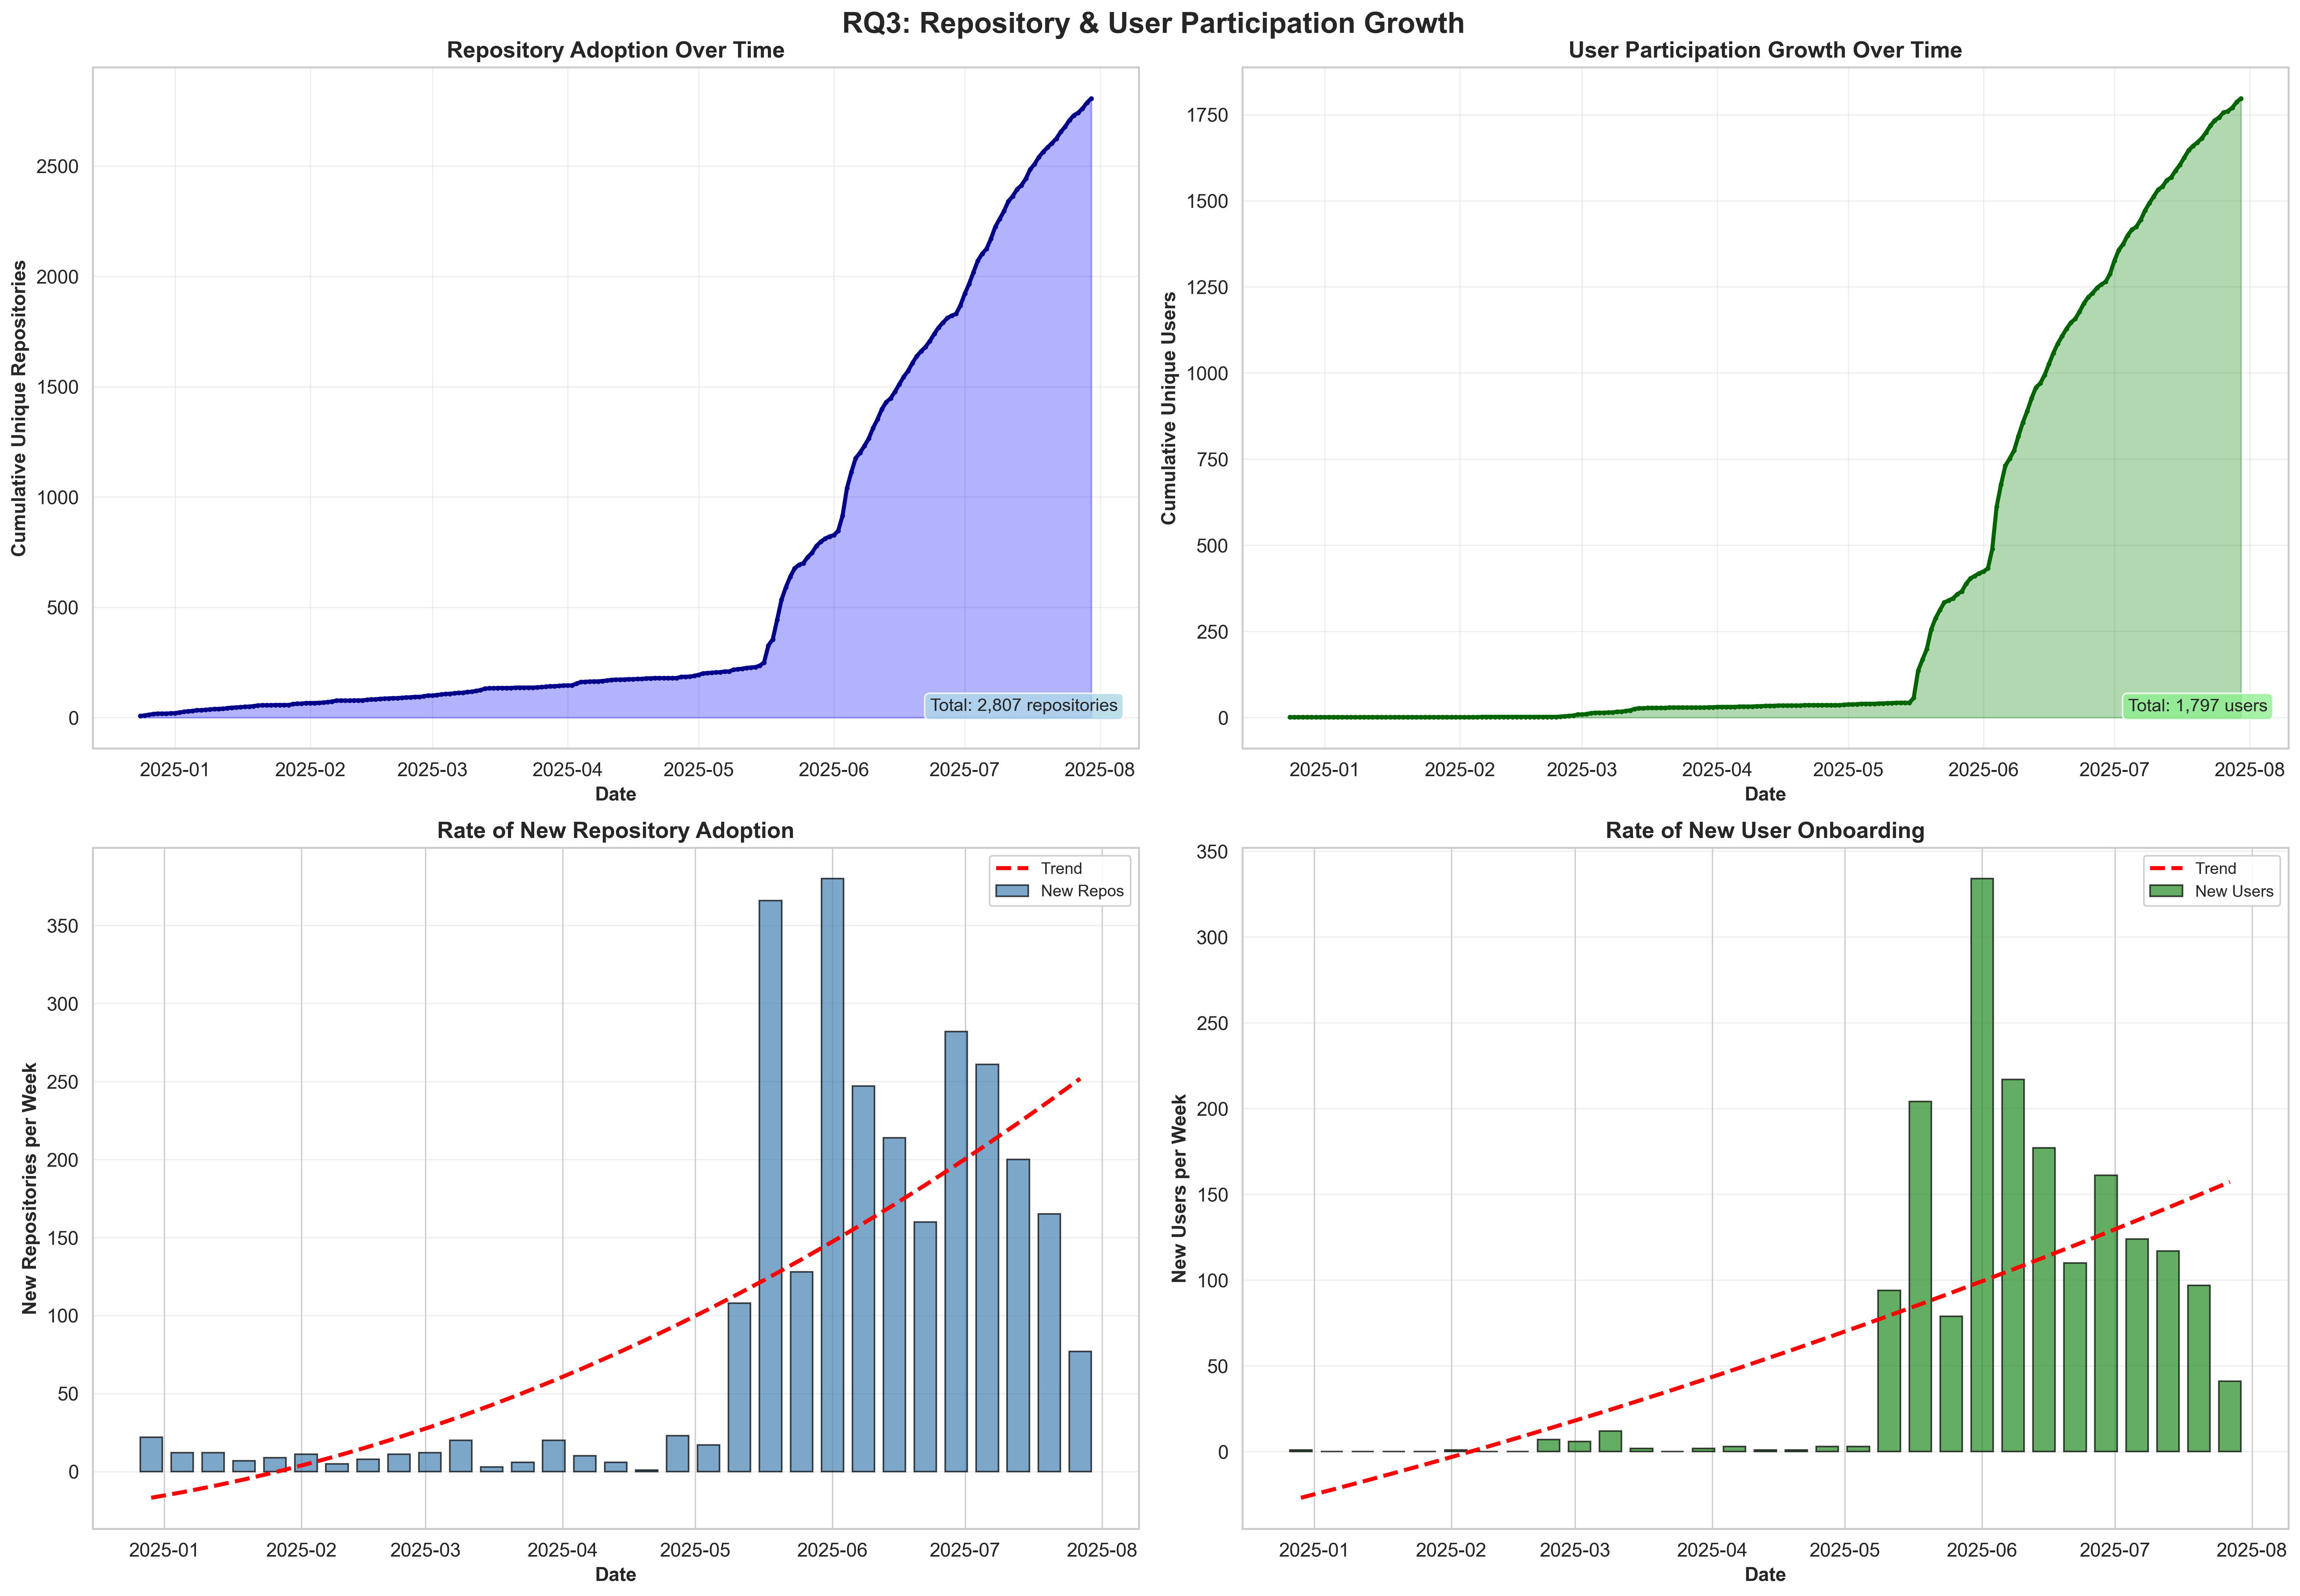 RQ3: Repository & User Participation Growth
Repository Adoption Over Time
Cumulative Unique Repositories
2500
2000
1500
1000
500
0
Total: 2,807 repositories
2025-01 2025-02 2025-03 2025-04 2025-05 2025-06 2025-07 2025-08
Date
User Participation Growth Over Time
Cumulative Unique Users
1750
1500
1250
1000
750
500
250
0
Total: 1,797 users
2025-01 2025-02 2025-03 2025-04 2025-05 2025-06 2025-07 2025-08
Date
Rate of New Repository Adoption
Trend
New Repos
New Repositories per Week
350
300
250
200
150
100
50
0
2025-01 2025-02 2025-03 2025-04 2025-05 2025-06 2025-07 2025-08
Date
Rate of New User Onboarding
Trend
New Users
New Users per Week
350
300
250
200
150
100
50
0
2025-01 2025-02 2025-03 2025-04 2025-05 2025-06 2025-07 2025-08
Date